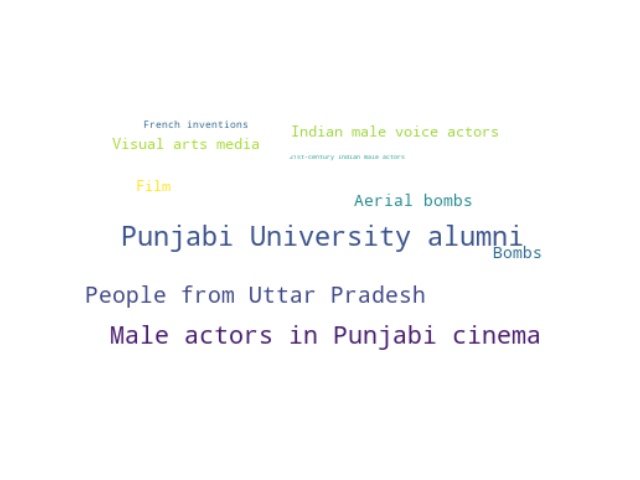 French inventions
Indian male voice actors
Visual arts media
21st-century Indian male actors
Film
Aerial bombs
Punjabi University alumni
Bombs
People from Uttar Pradesh
Male actors in Punjabi cinema